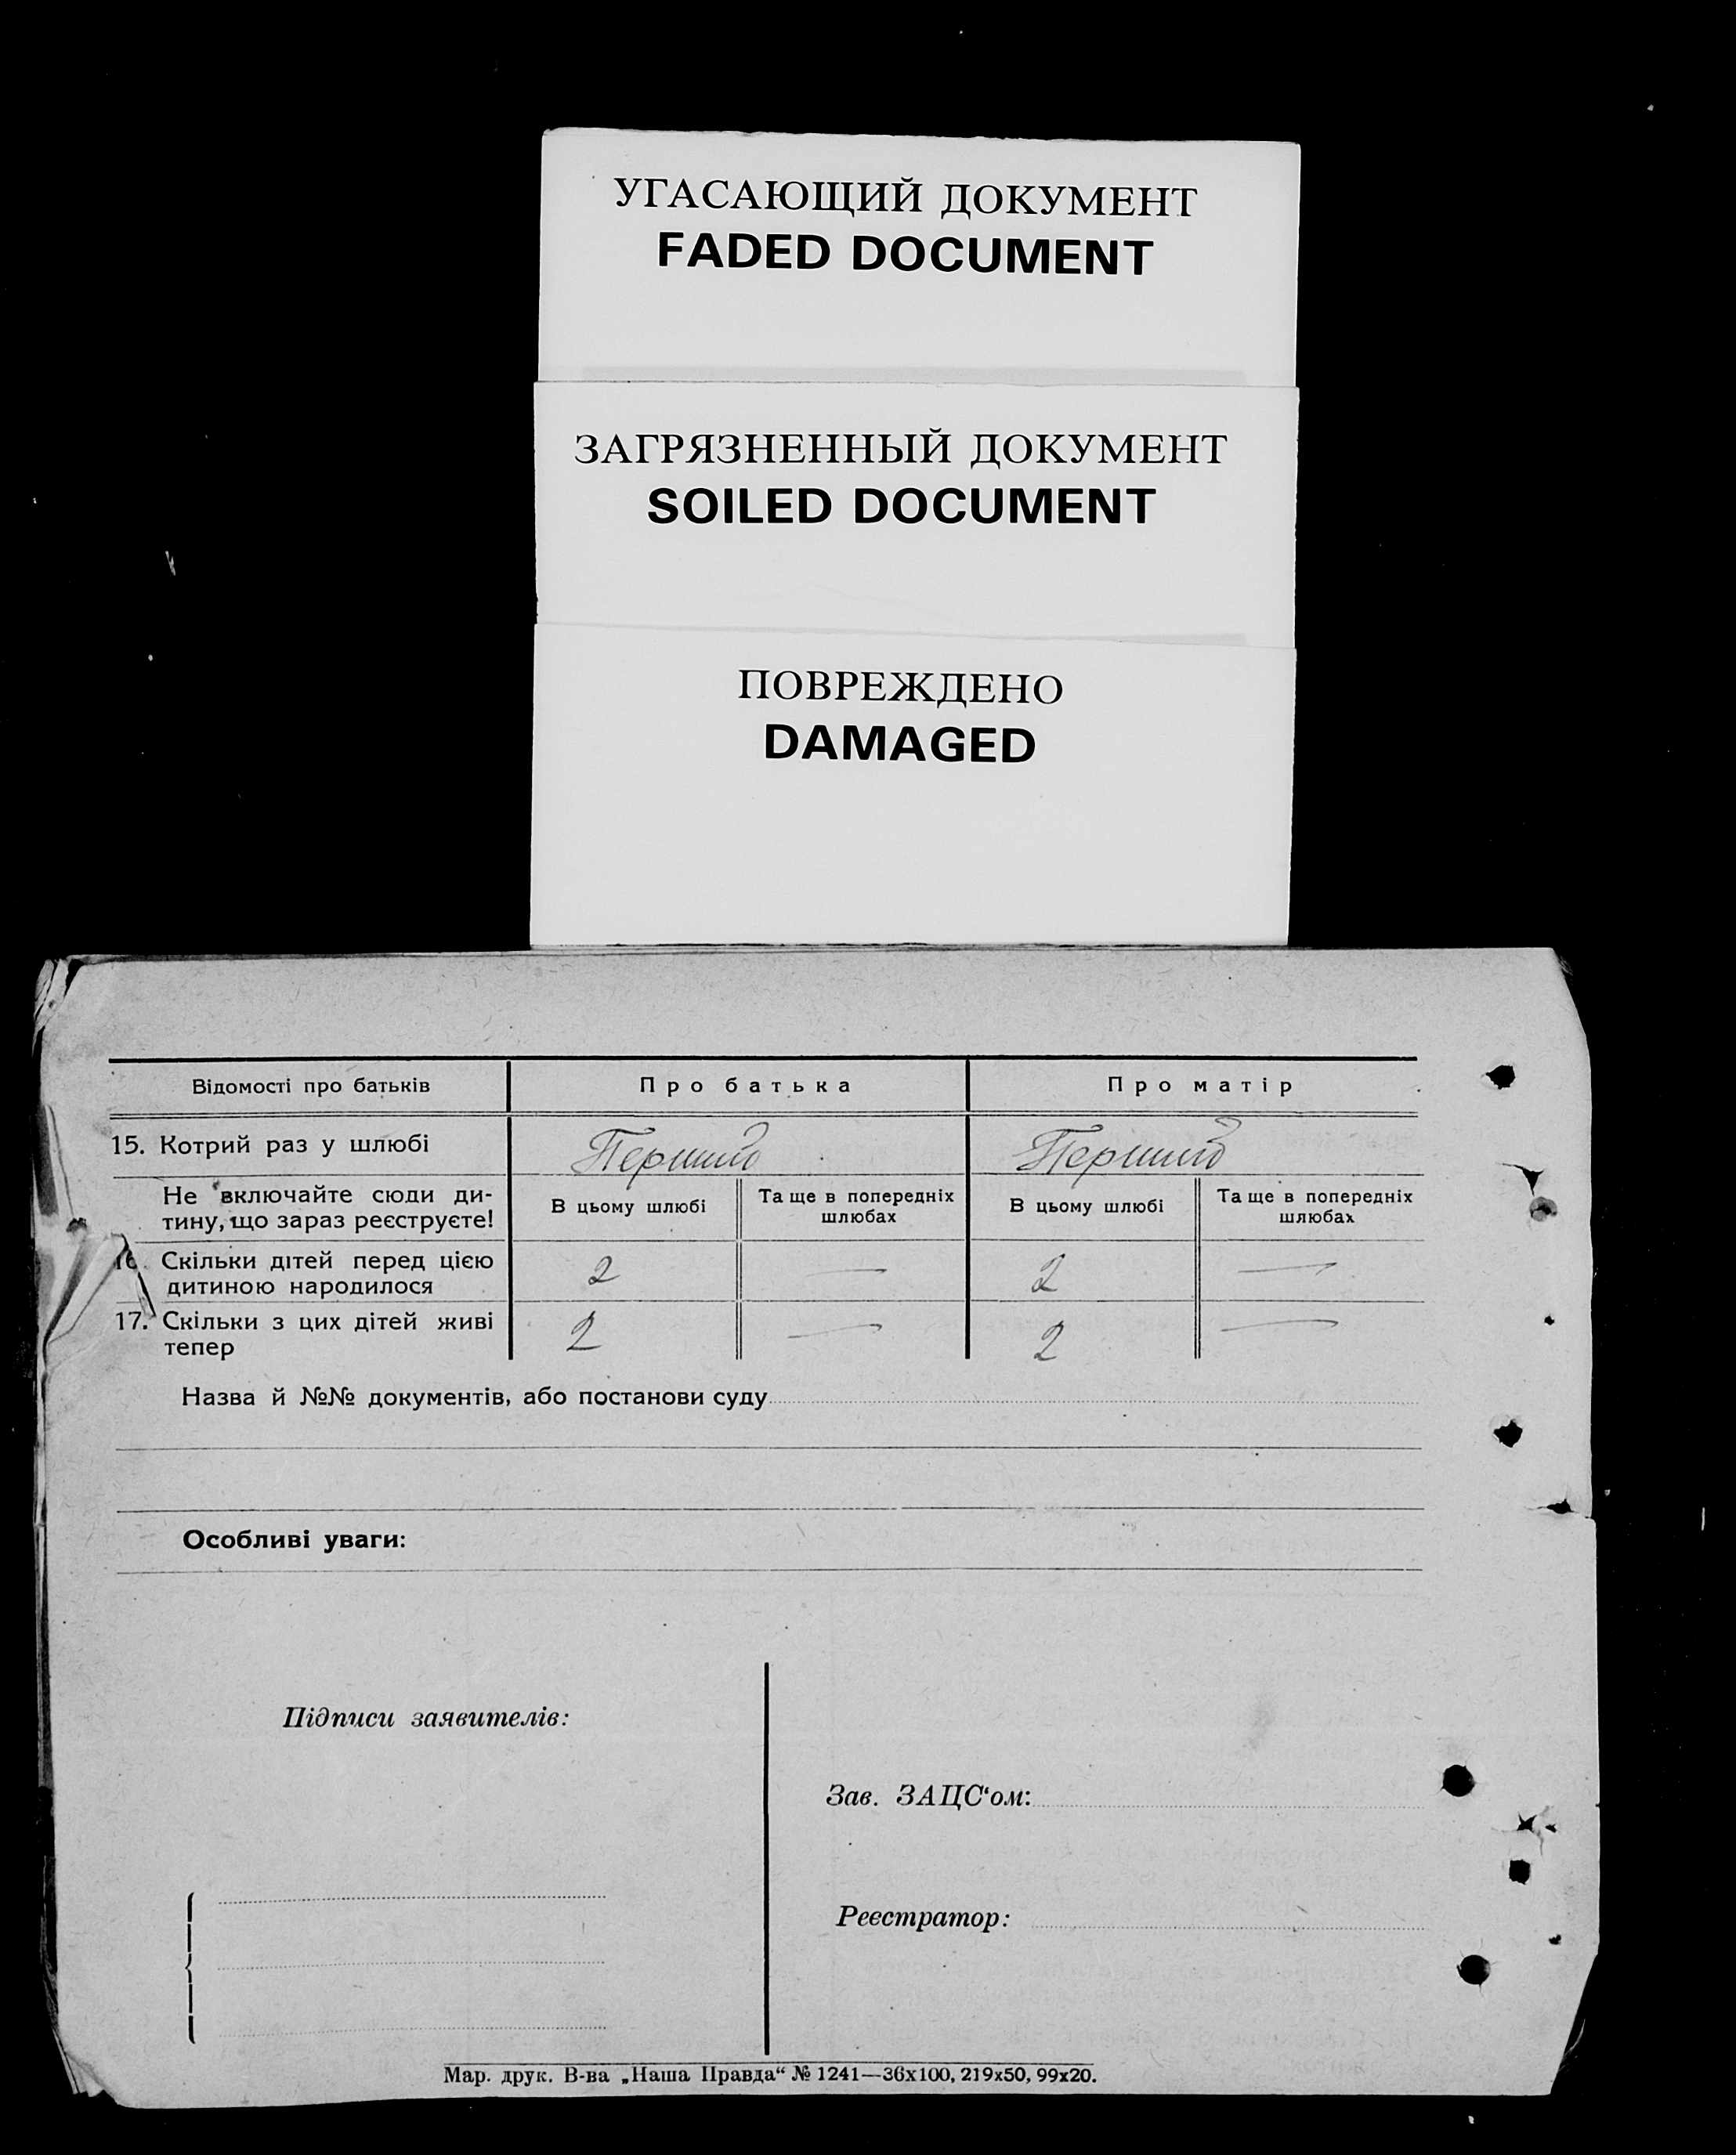 УГАСАЮЩИЙ ДОКУМЕНТ
FADED DOCUMENT
ЗАГРЯЗНЕННЫЙ ДОКУМЕНТ
SOILED DOCUMENT
ПОВРЕЖДЕНО
DAMAGED
Відомості про батьків Про батька Про матір
15. Котрий раз у шлюбі Перший Перший
Не включайте сюди ди-
тину, що зараз реєструєте!
В цьому шлюбі
Та ще в попередніх
шлюбах
В цьому шлюбі
Та ще в попередніх
шлюбах
16. Скільки дітей перед цією
дитиною народилося
2 — 2 —
17. Скільки з цих дітей живі
тепер
2 — 2 —
Назва й №№ документів, або постанови суду
Особливі уваги:
Підписи заявителів:
Зав. ЗАЦС‘ом:
Реєстратор:
Мар. друк. В-ва „Наша Правда“ № 1241—36х100, 219х50, 99х20.